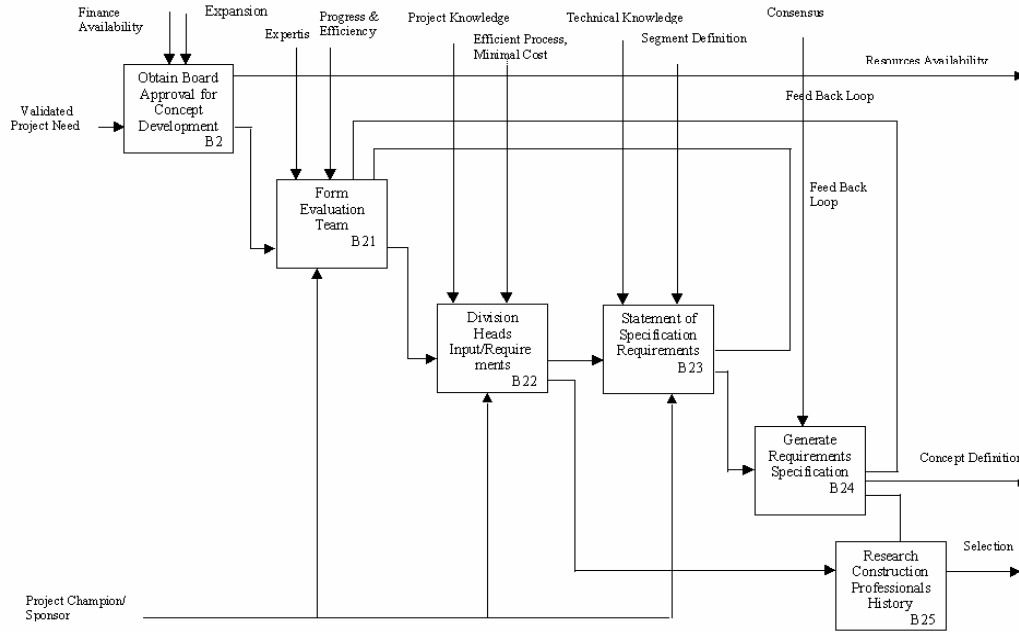 Finance
Availability
Expansion
Expertis
Progress &
Efficiency
Project Knowledge
Efficient Process,
Minimal Cost
Technical Knowledge
Segment Definition
Consensus
Resources Availability
Obtain Board
Approval for
Concept
Development
B2
Validated
Project Need
Feed Back Loop
Form
Evaluation
Team
B21
Feed Back
Loop
Division
Heads
Input/Require
ments
B22
Statement of
Specification
Requirements
B23
Generate
Requirements
Specification
B24
Concept Definition
Research
Construction
Professionals
History
B25
Selection
Project Champion/
Sponsor